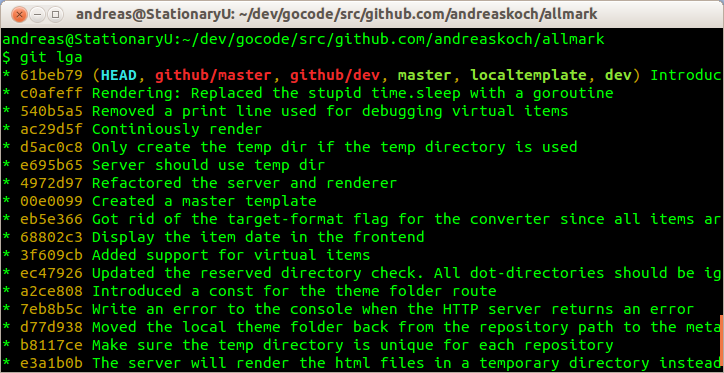 andreas@StationaryU: ~/dev/gocode/src/github.com/andreaskoch/allmark
andreas@StationaryU:~/dev/gocode/src/github.com/andreaskoch/allmark
$ git lga
* 61beb79 (HEAD, github/master, github/dev, master, localtemplate, dev) Introduc
* c0afeff Rendering: Replaced the stupid time.sleep with a goroutine
* 540b5a5 Removed a print line used for debugging virtual items
* ac29d5f Continiously render
* d5ac0c8 Only create the temp dir if the temp directory is used
* e695b65 Server should use temp dir
* 4972d97 Refactored the server and renderer
* 00e0099 Created a master template
* eb5e366 Got rid of the target-format flag for the converter since all items ar
* 68802c3 Display the item date in the frontend
* 3f609cb Added support for virtual items
* ec47926 Updated the reserved directory check. All dot-directories should be ig
* a2ce808 Introduced a const for the theme folder route
* 7eb8b5c Write an error to the console when the HTTP server returns an error
* d77d938 Moved the local theme folder back from the repository path to the meta
* b8117ce Make sure the temp directory is unique for each repository
* e3a1b0b The server will render the html files in a temporary directory instead